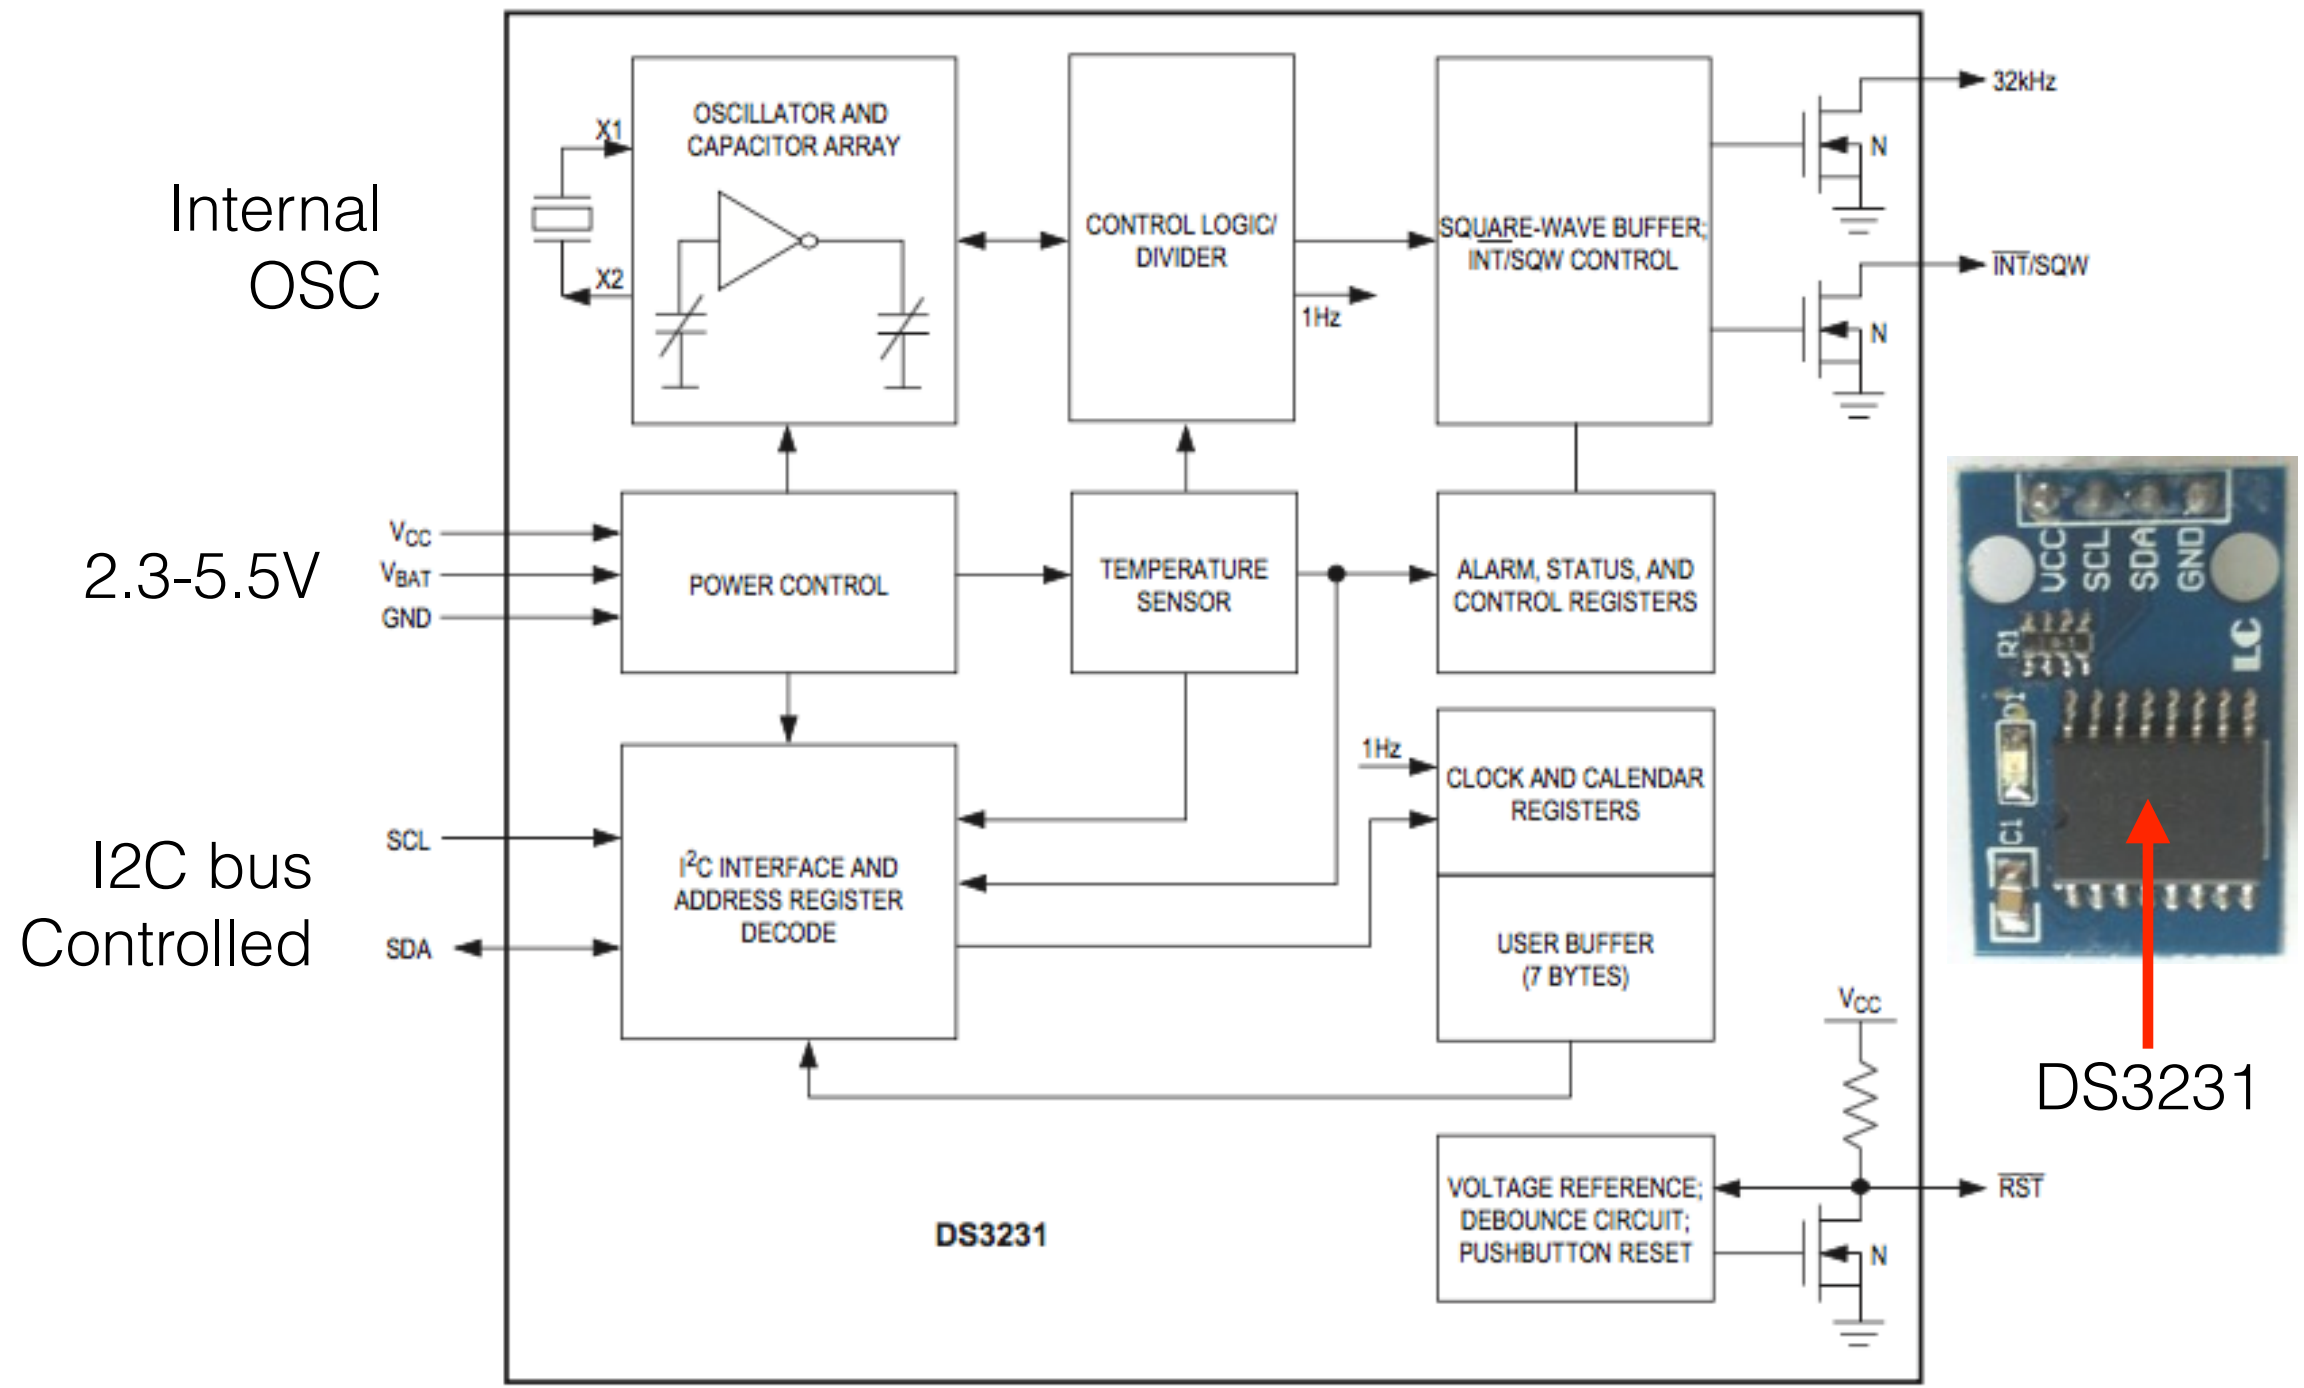 Internal
OSC
2.3-5.5V
I2C bus
Controlled
X1
X2
OSCILLATOR AND
CAPACITOR ARRAY
CONTROL LOGIC/
DIVIDER
1Hz
SQUARE-WAVE BUFFER;
INT/SQW CONTROL
N
32kHz
N
INT/SQW
VCC
VBAT
GND
POWER CONTROL
TEMPERATURE
SENSOR
ALARM, STATUS, AND
CONTROL REGISTERS
SCL
SDA
I²C INTERFACE AND
ADDRESS REGISTER
DECODE
1Hz
CLOCK AND CALENDAR
REGISTERS
USER BUFFER
(7 BYTES)
VCC
VOLTAGE REFERENCE;
DEBOUNCE CIRCUIT;
PUSHBUTTON RESET
N
RST
DS3231
VCC
SCL
SDA
GND
R1
LC
D1
C1
DS3231